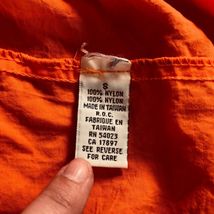 S
100% NYLON
100% NYLON
MADE IN TAIWAN
R.O.C.
FABRIQUE EN
TAIWAN
RN 54023
CA 17897
SEE REVERSE
FOR CARE